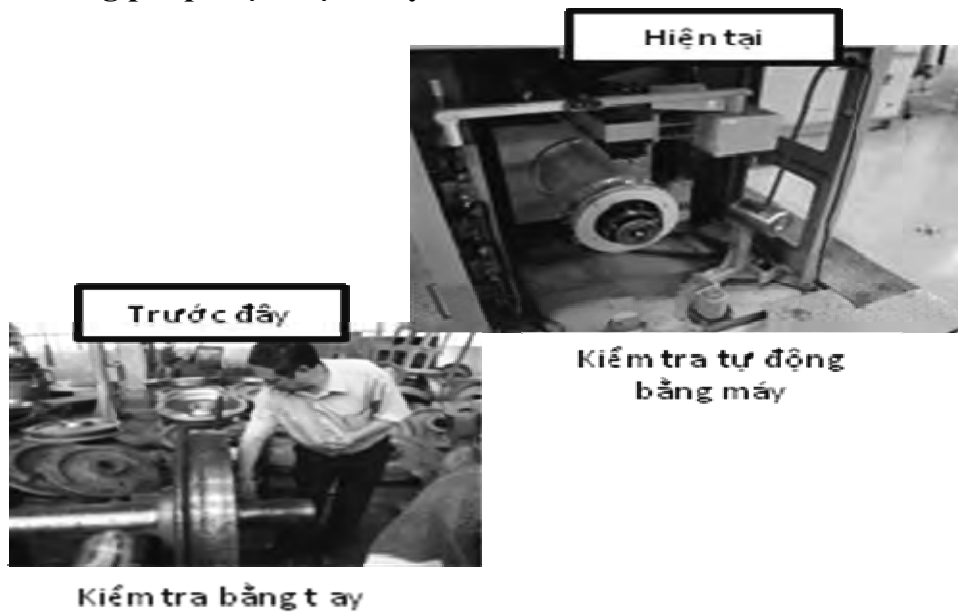 Hiện tại
Kiểm tra tự động
bằng máy
Trước đây
Kiểm tra bằng t ay